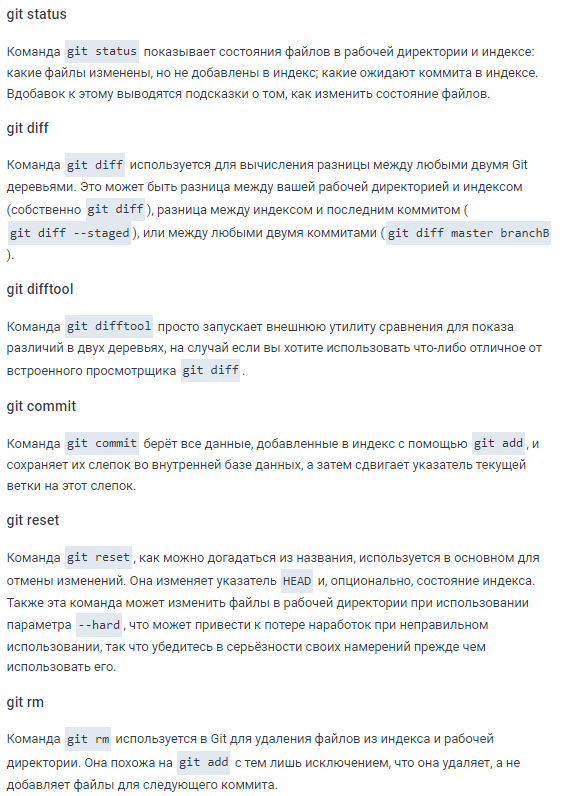 git status
Команда git status показывает состояния файлов в рабочей директории и индексе:
какие файлы изменены, но не добавлены в индекс; какие ожидают коммита в индексе.
Вдобавок к этому выводятся подсказки о том, как изменить состояние файлов.
git diff
Команда git diff используется для вычисления разницы между любыми двумя Git
деревьями. Это может быть разница между вашей рабочей директорией и индексом
(собственно git diff), разница между индексом и последним коммитом (
git diff --staged), или между любыми двумя коммитами (git diff master branchB
).
git difftool
Команда git difftool просто запускает внешнюю утилиту сравнения для показа
различий в двух деревьях, на случай если вы хотите использовать что-либо отличное от
встроенного просмотрщика git diff.
git commit
Команда git commit берёт все данные, добавленные в индекс с помощью git add, и
сохраняет их слепок во внутренней базе данных, а затем сдвигает указатель текущей
ветки на этот слепок.
git reset
Команда git reset, как можно догадаться из названия, используется в основном для
отмены изменений. Она изменяет указатель HEAD и, опционально, состояние индекса.
Также эта команда может изменить файлы в рабочей директории при использовании
параметра --hard, что может привести к потере наработок при неправильном
использовании, так что убедитесь в серьёзности своих намерений прежде чем
использовать его.
git rm
Команда git rm используется в Git для удаления файлов из индекса и рабочей
директории. Она похожа на git add с тем лишь исключением, что она удаляет, а не
добавляет файлы для следующего коммита.